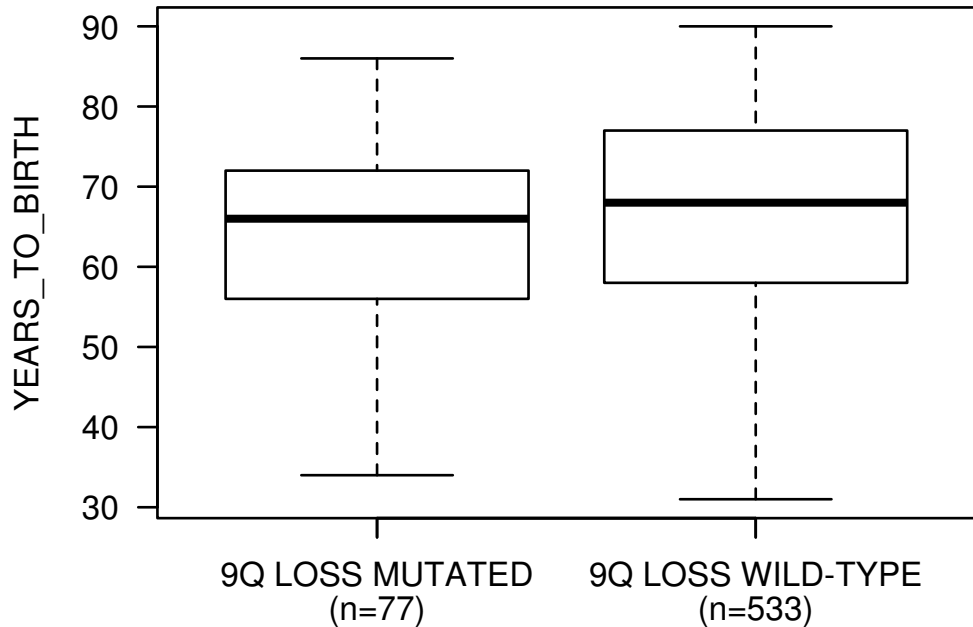 YEARS_TO_BIRTH
90
80
70
60
50
40
30
9Q LOSS MUTATED
(n=77)
9Q LOSS WILD-TYPE
(n=533)